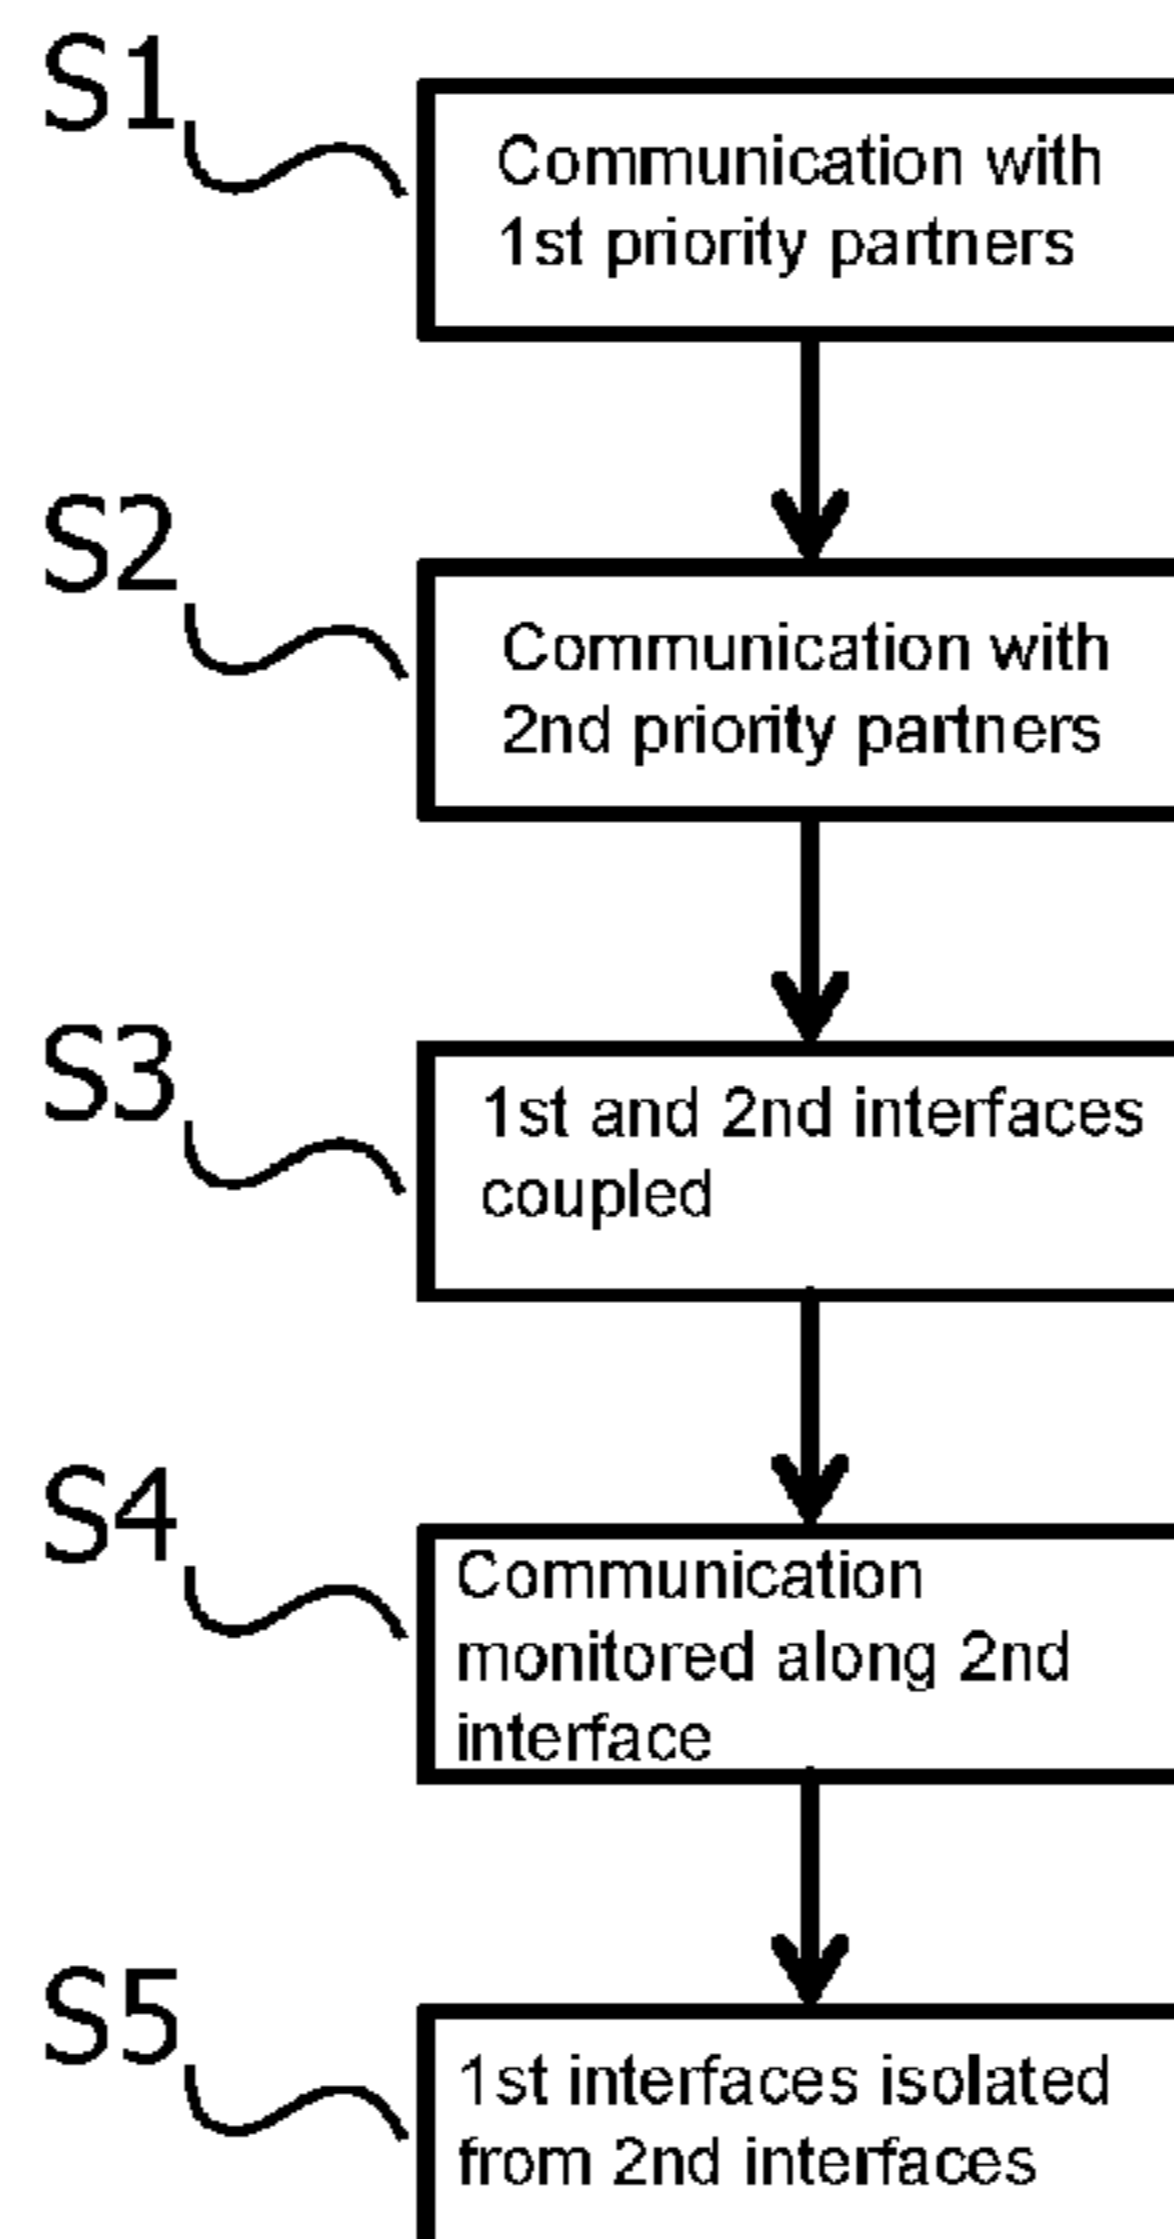 S1
Communication with
1st priority partners
S2
Communication with
2nd priority partners
S3
1st and 2nd interfaces
coupled
S4
Communication
monitored along 2nd
interface
S5
1st interfaces isolated
from 2nd interfaces